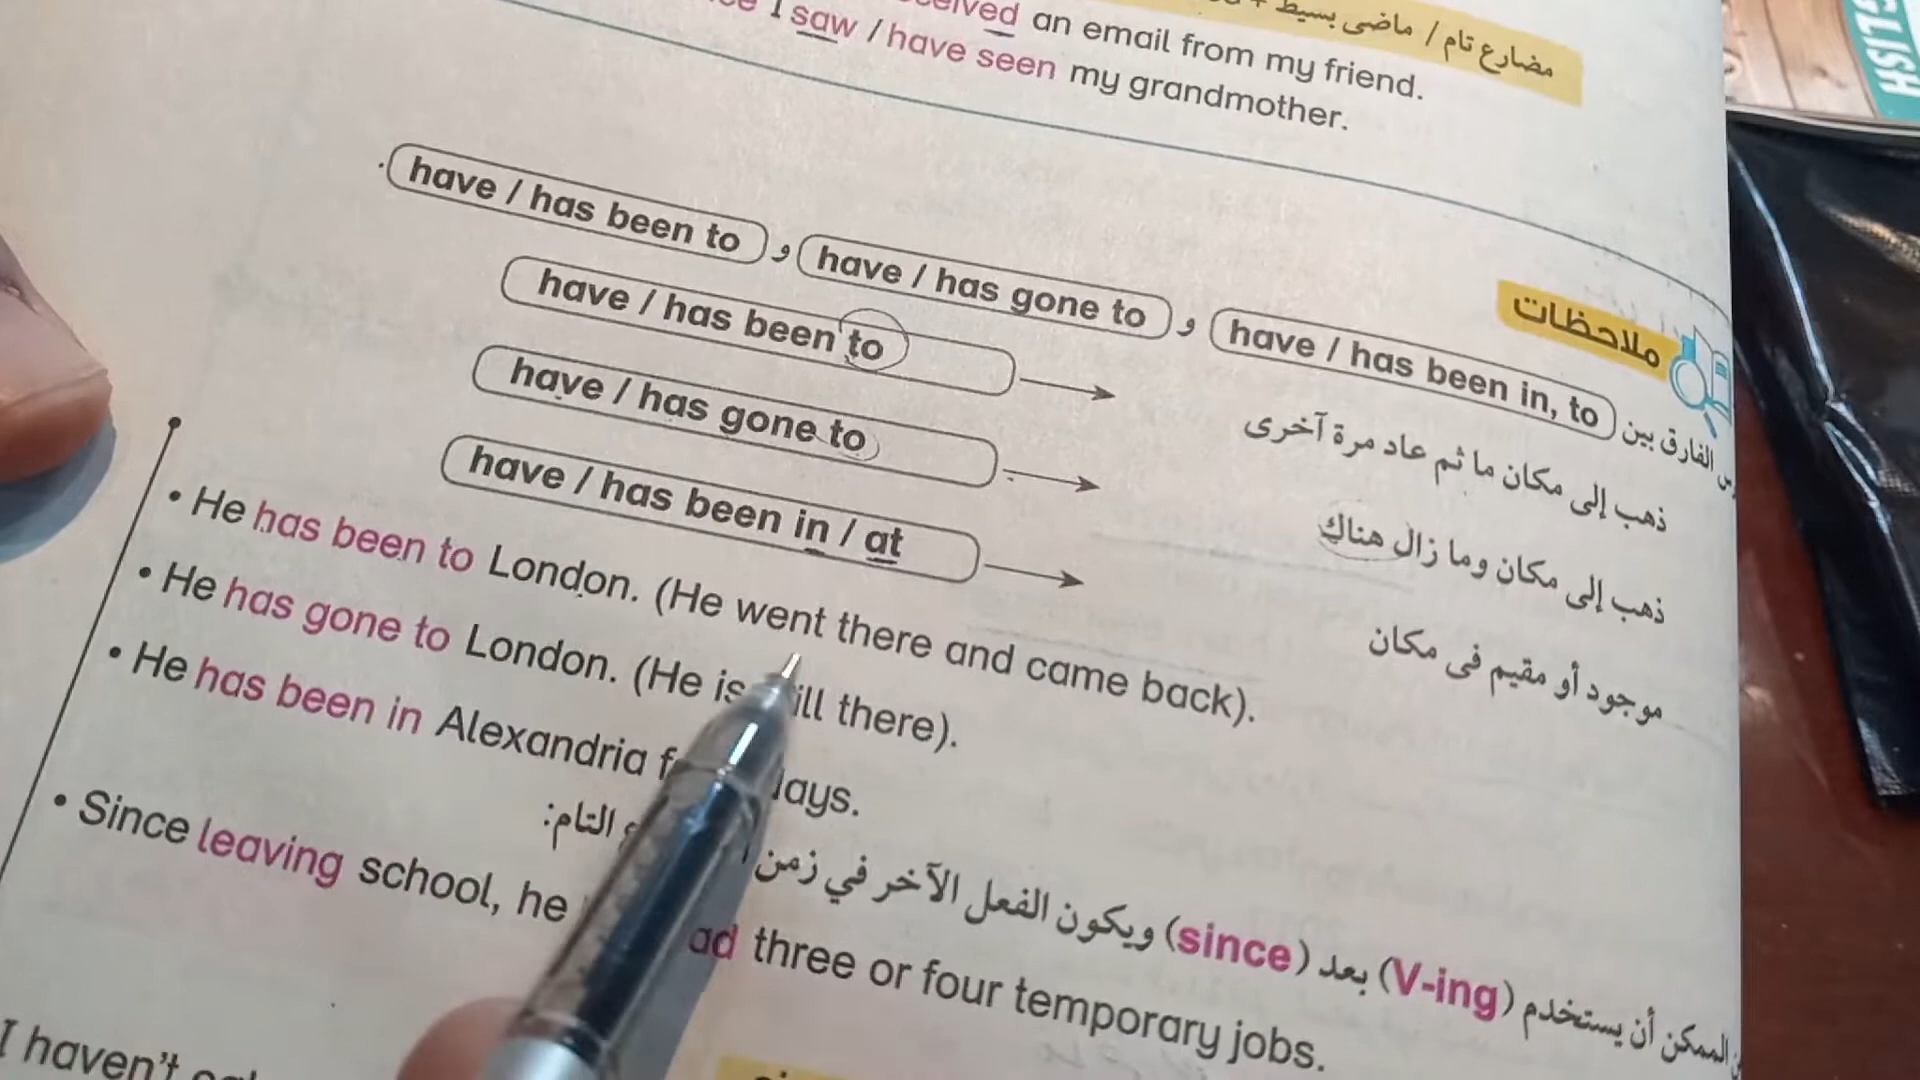 مضارع تام / ماضى بسيط +
an email from my friend.
I saw / have seen my grandmother.
ملاحظات
الفارق بين have / has been in, to و have / has gone to و have / has been to
have / has been to → ذهب إلى مكان ما ثم عاد مرة آخرى
have / has gone to → ذهب إلى مكان وما زال هناك
have / has been in / at → موجود أو مقيم فى مكان
• He has been to London. (He went there and came back).
• He has gone to London. (He is there).
• He has been in Alexandria
أن يستخدم (V-ing) بعد (since) ويكون الفعل الآخر في زمن التام:
• Since leaving school, he three or four temporary jobs.
I haven't